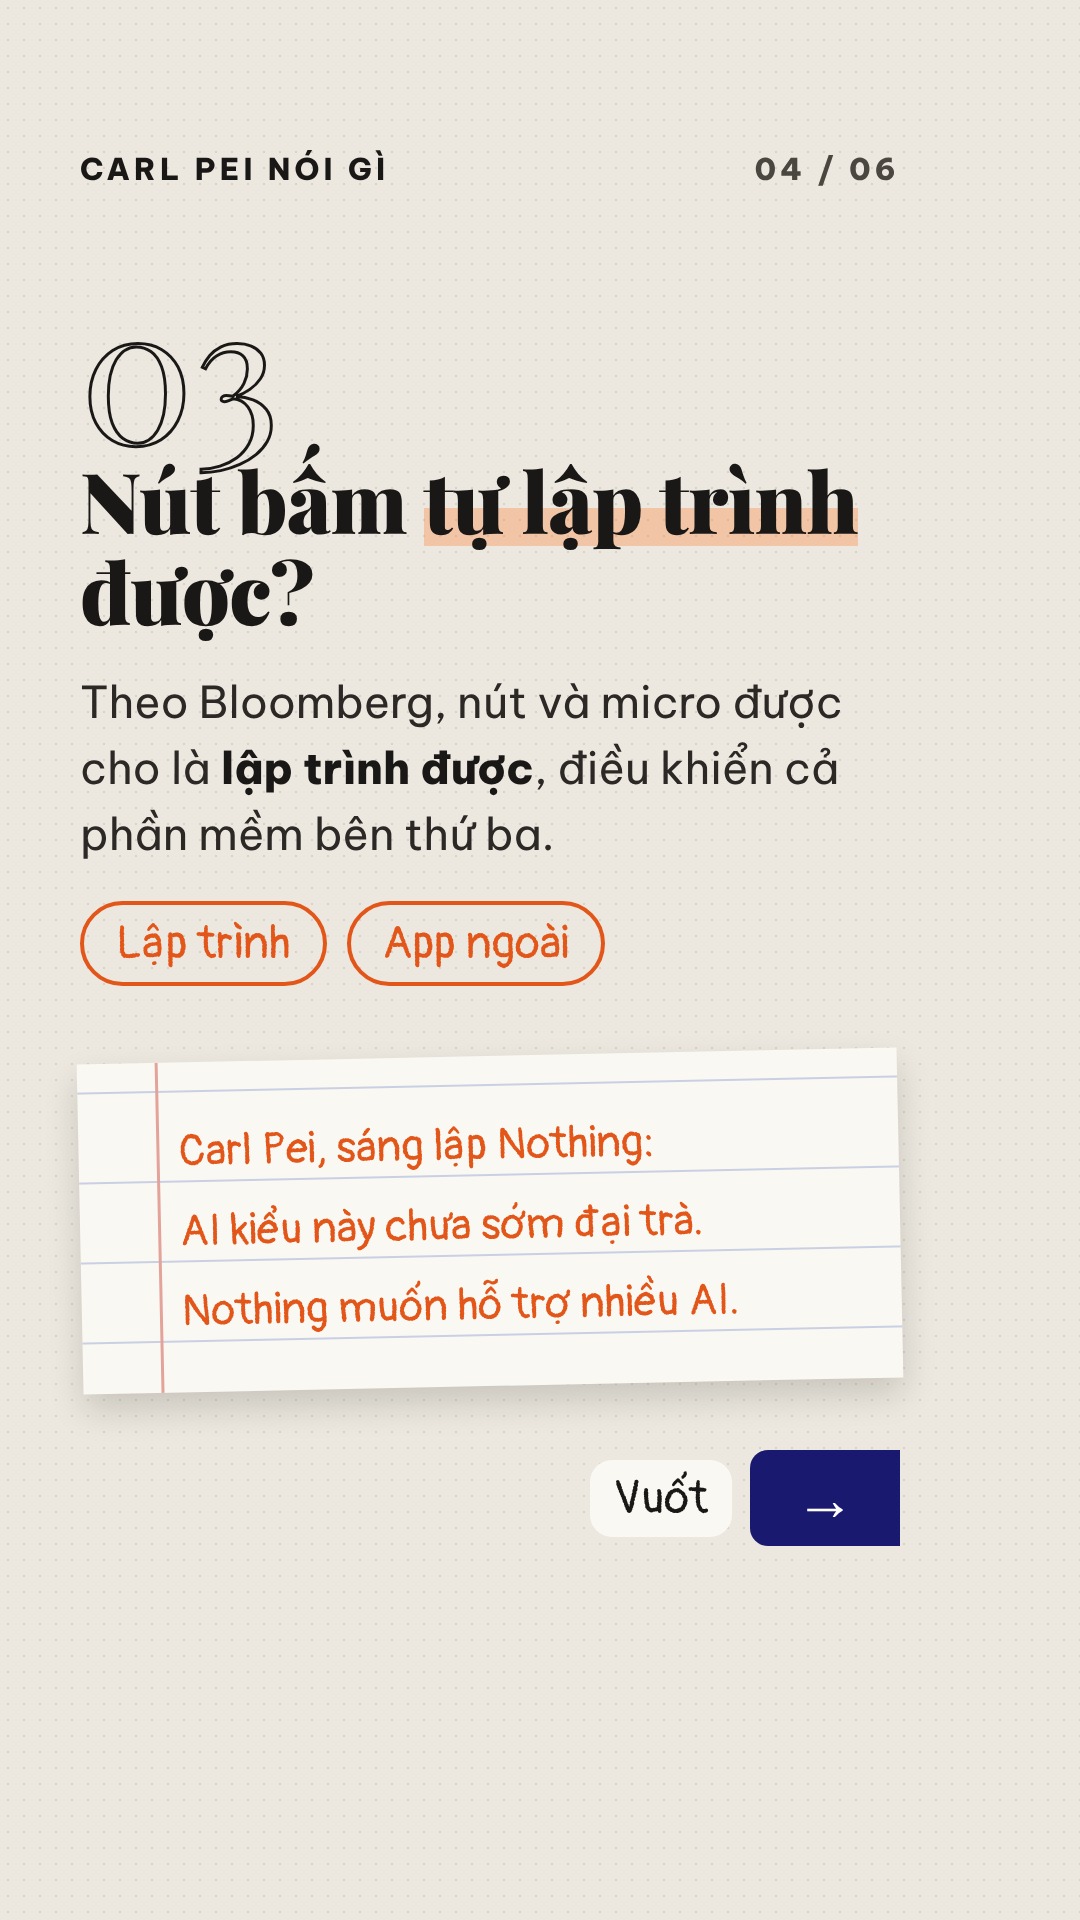 CARL PEI NÓI GÌ
04 / 06
03
Nút bấm tự lập trình
được?
Theo Bloomberg, nút và micro được
cho là lập trình được, điều khiển cả
phần mềm bên thứ ba.
Lập trình
App ngoài
Carl Pei, sáng lập Nothing:
AI kiểu này chưa sớm đại trà.
Nothing muốn hỗ trợ nhiều AI.
Vuốt →